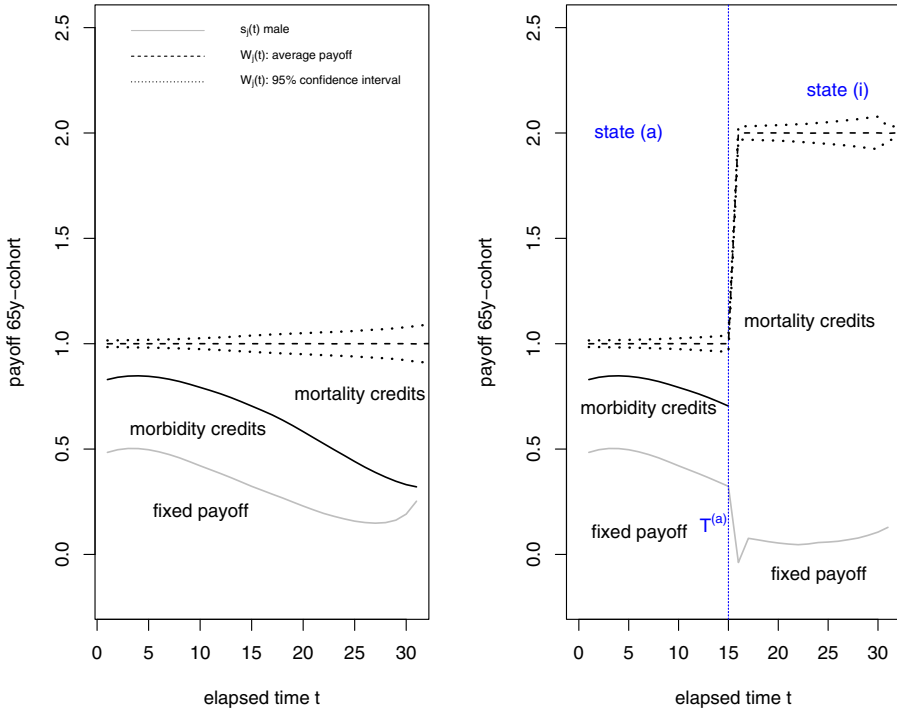 s_j(t) male
W_j(t): average payoff
W_j(t): 95% confidence interval
payoff 65y−cohort
2.5
2.0
1.5
1.0
0.5
0.0
mortality credits
morbidity credits
fixed payoff
0 5 10 15 20 25 30
elapsed time t
payoff 65y−cohort
2.5
2.0
1.5
1.0
0.5
0.0
state (i)
state (a)
mortality credits
morbidity credits
fixed payoff
T^(a)
fixed payoff
0 5 10 15 20 25 30
elapsed time t